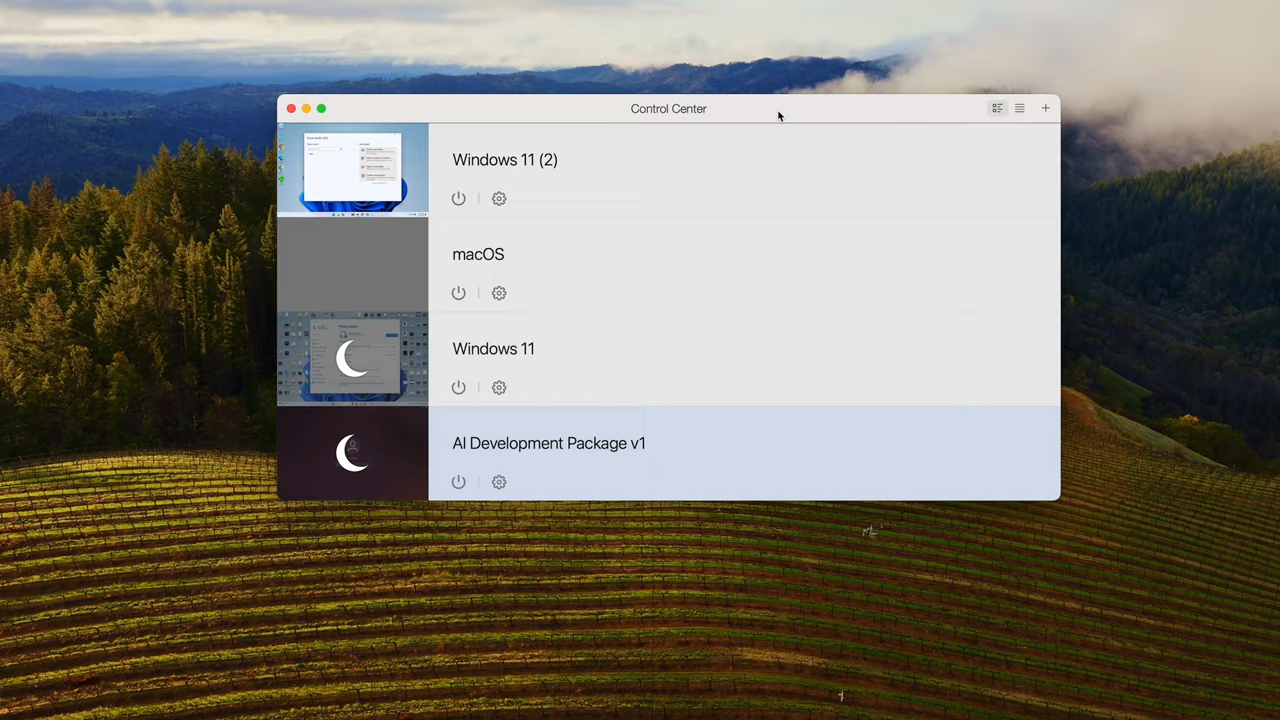 Control Center
Windows 11 (2)
macOS
Windows 11
AI Development Package v1